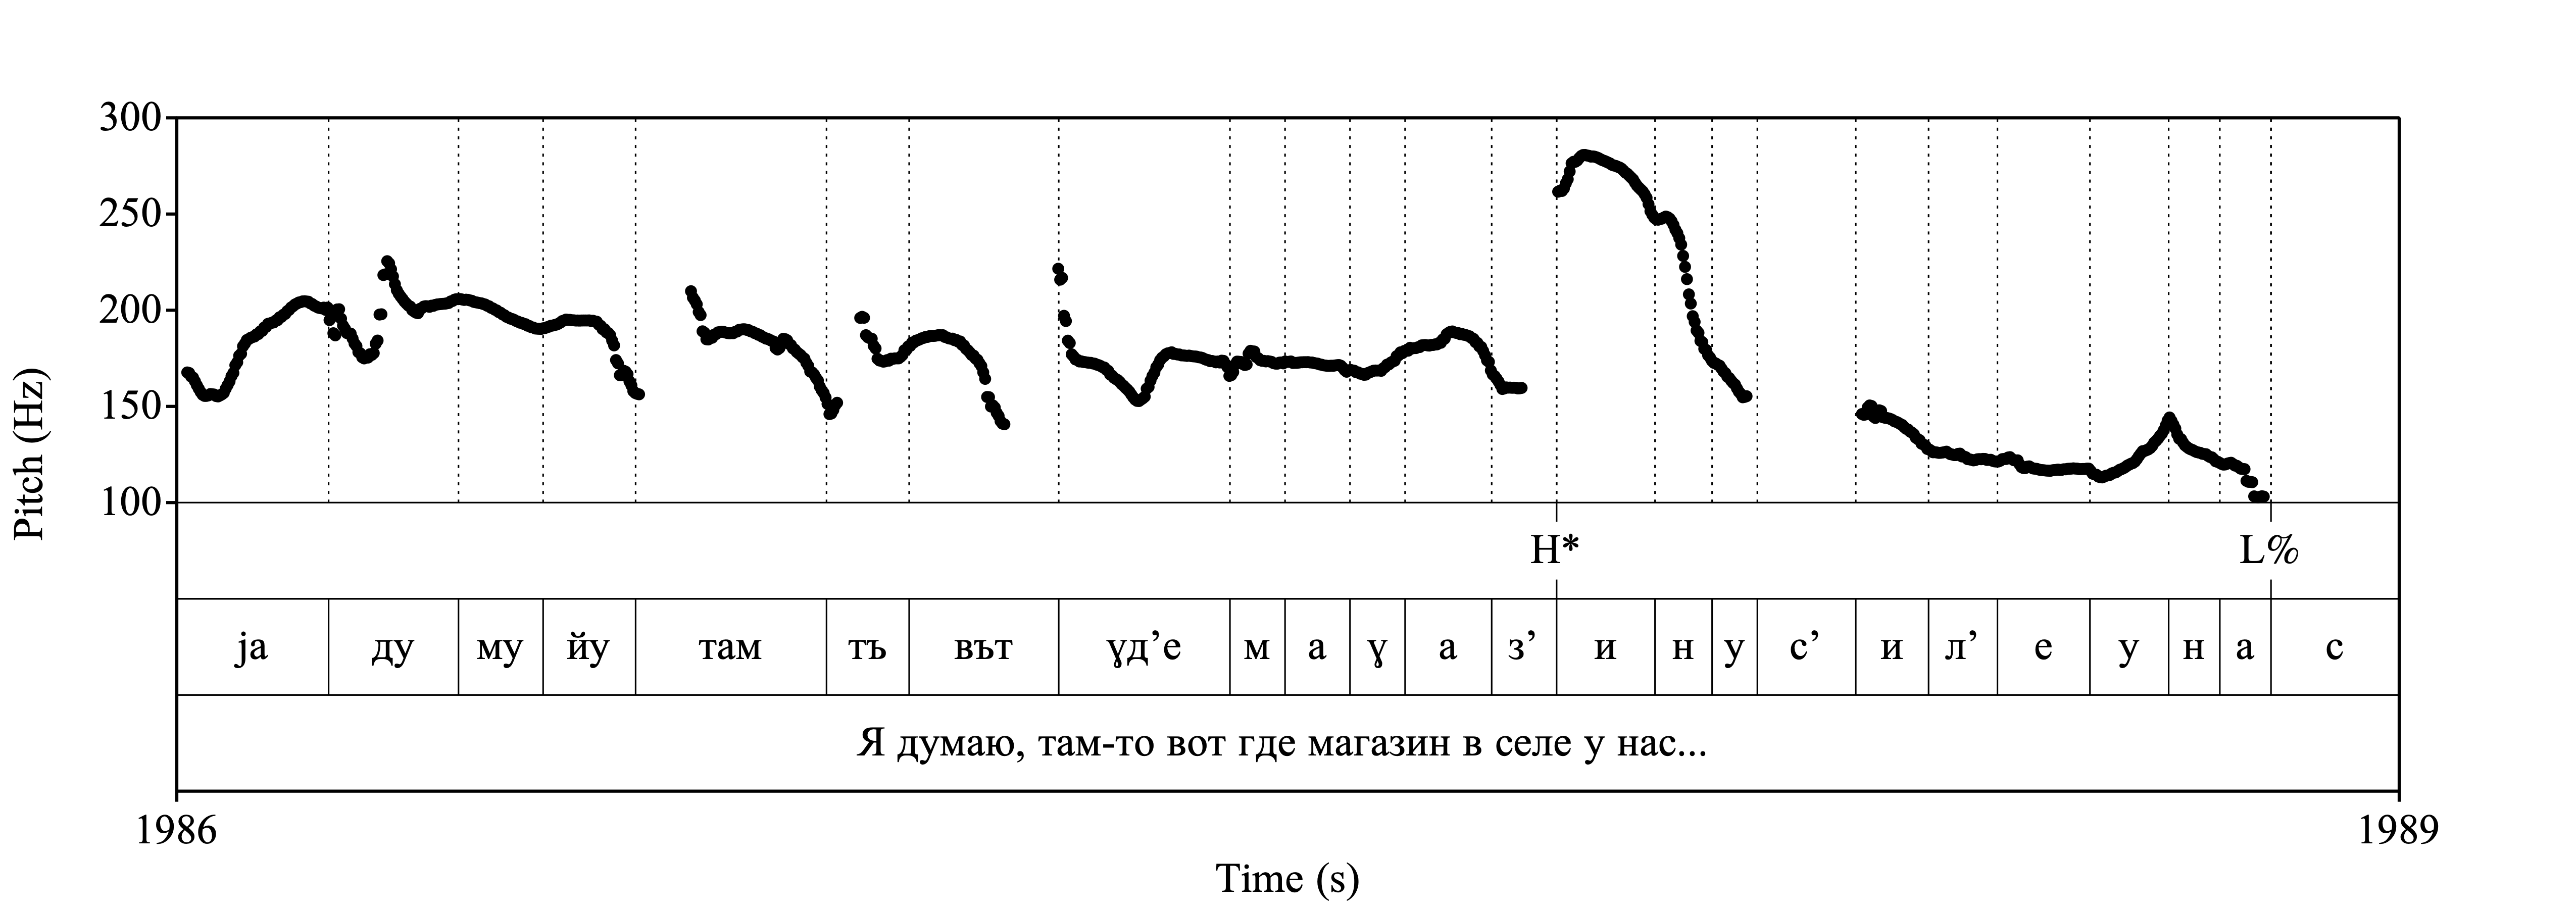 300
250
200
150
100
Pitch (Hz)
H* L%
ја ду му йу там тъ вът ɣд’е м а ɣ а з’ и н у с’ и л’ е у н а с
Я думаю, там-то вот где магазин в селе у нас...
1986 1989
Time (s)